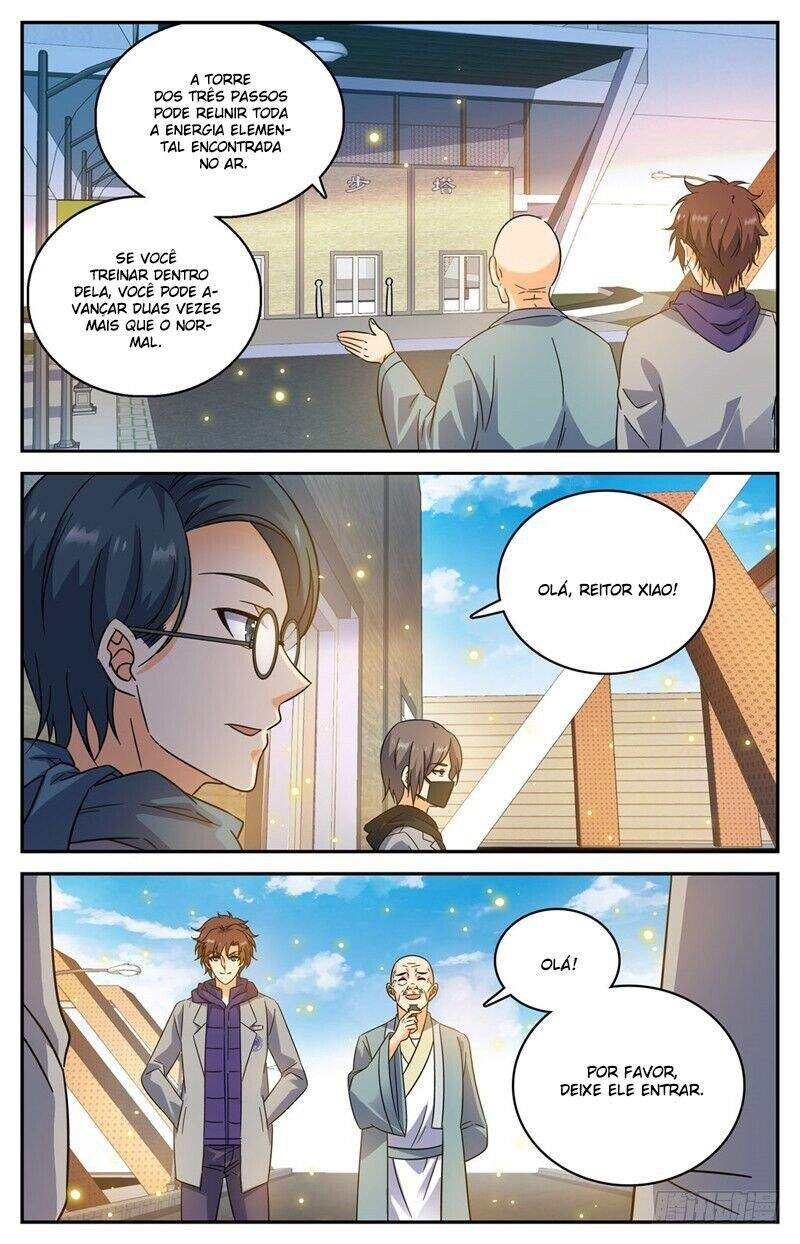 A TORRE
DOS TRÊS PASSOS
PODE REUNIR TODA
A ENERGIA ELEMEN-
TAL ENCONTRADA
NO AR.
SE VOCÊ
TREINAR DENTRO
DELA, VOCÊ PODE A-
VANÇAR DUAS VEZES
MAIS QUE O NOR-
MAL.
步 塔
OLÁ, REITOR XIAO!
OLÁ!
POR FAVOR,
DEIXE ELE ENTRAR.